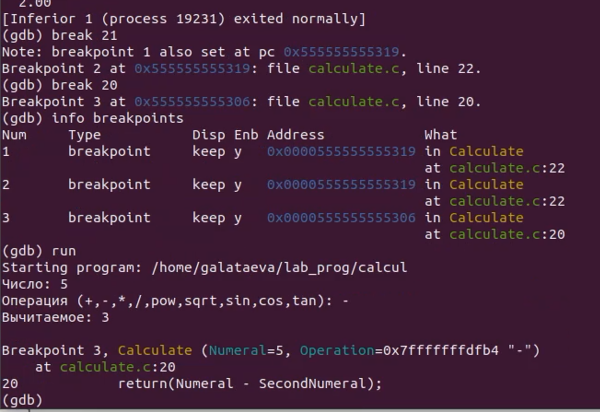 2.00
[Inferior 1 (process 19231) exited normally]
(gdb) break 21
Note: breakpoint 1 also set at pc 0x555555555319.
Breakpoint 2 at 0x555555555319: file calculate.c, line 22.
(gdb) break 20
Breakpoint 3 at 0x555555555306: file calculate.c, line 20.
(gdb) info breakpoints
Num     Type           Disp Enb Address            What
1       breakpoint     keep y   0x0000555555555319 in Calculate
                                                   at calculate.c:22
2       breakpoint     keep y   0x0000555555555319 in Calculate
                                                   at calculate.c:22
3       breakpoint     keep y   0x0000555555555306 in Calculate
                                                   at calculate.c:20
(gdb) run
Starting program: /home/galataeva/lab_prog/calcul
Число: 5
Операция (+,-,*,/,pow,sqrt,sin,cos,tan): -
Вычитаемое: 3

Breakpoint 3, Calculate (Numeral=5, Operation=0x7fffffffdfb4 "-")
    at calculate.c:20
20          return(Numeral - SecondNumeral);
(gdb)